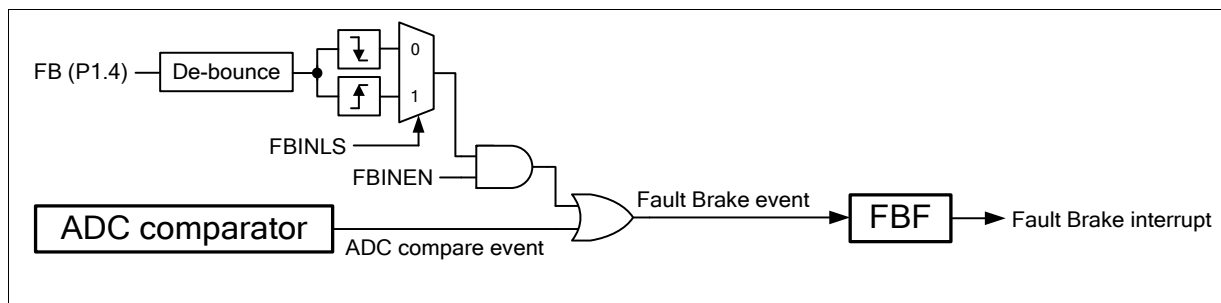 FB (P1.4)
De-bounce
0
1
FBINLS
FBINEN
ADC comparator
ADC compare event
Fault Brake event
FBF
Fault Brake interrupt